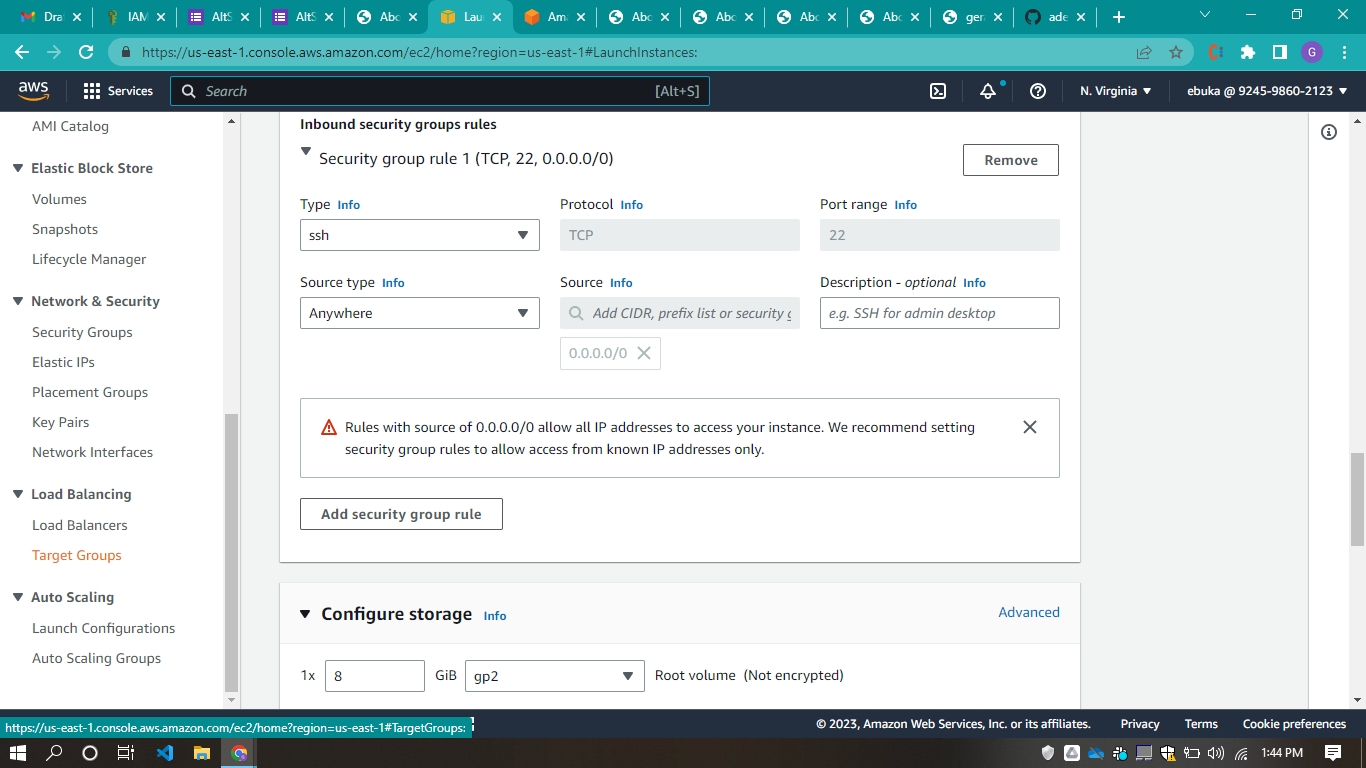 Dra
IAM
AltS
AltS
Abc
Lau
Ama
Abc
Abc
Abc
Abc
gera
ade
https://us-east-1.console.aws.amazon.com/ec2/home?region=us-east-1#LaunchInstances:
G
aws
Services
Search
[Alt+S]
N. Virginia
ebuka @ 9245-9860-2123
AMI Catalog
Elastic Block Store
Volumes
Snapshots
Lifecycle Manager
Network & Security
Security Groups
Elastic IPs
Placement Groups
Key Pairs
Network Interfaces
Load Balancing
Load Balancers
Target Groups
Auto Scaling
Launch Configurations
Auto Scaling Groups
Inbound security groups rules
Security group rule 1 (TCP, 22, 0.0.0.0/0)
Remove
Type Info
Protocol Info
Port range Info
ssh
TCP
22
Source type Info
Source Info
Description - optional Info
Anywhere
Add CIDR, prefix list or security g
e.g. SSH for admin desktop
0.0.0.0/0
Rules with source of 0.0.0.0/0 allow all IP addresses to access your instance. We recommend setting
security group rules to allow access from known IP addresses only.
Add security group rule
Configure storage Info
Advanced
1x
8
GiB
gp2
Root volume (Not encrypted)
https://us-east-1.console.aws.amazon.com/ec2/home?region=us-east-1#TargetGroups:
© 2023, Amazon Web Services, Inc. or its affiliates.
Privacy
Terms
Cookie preferences
1:44 PM